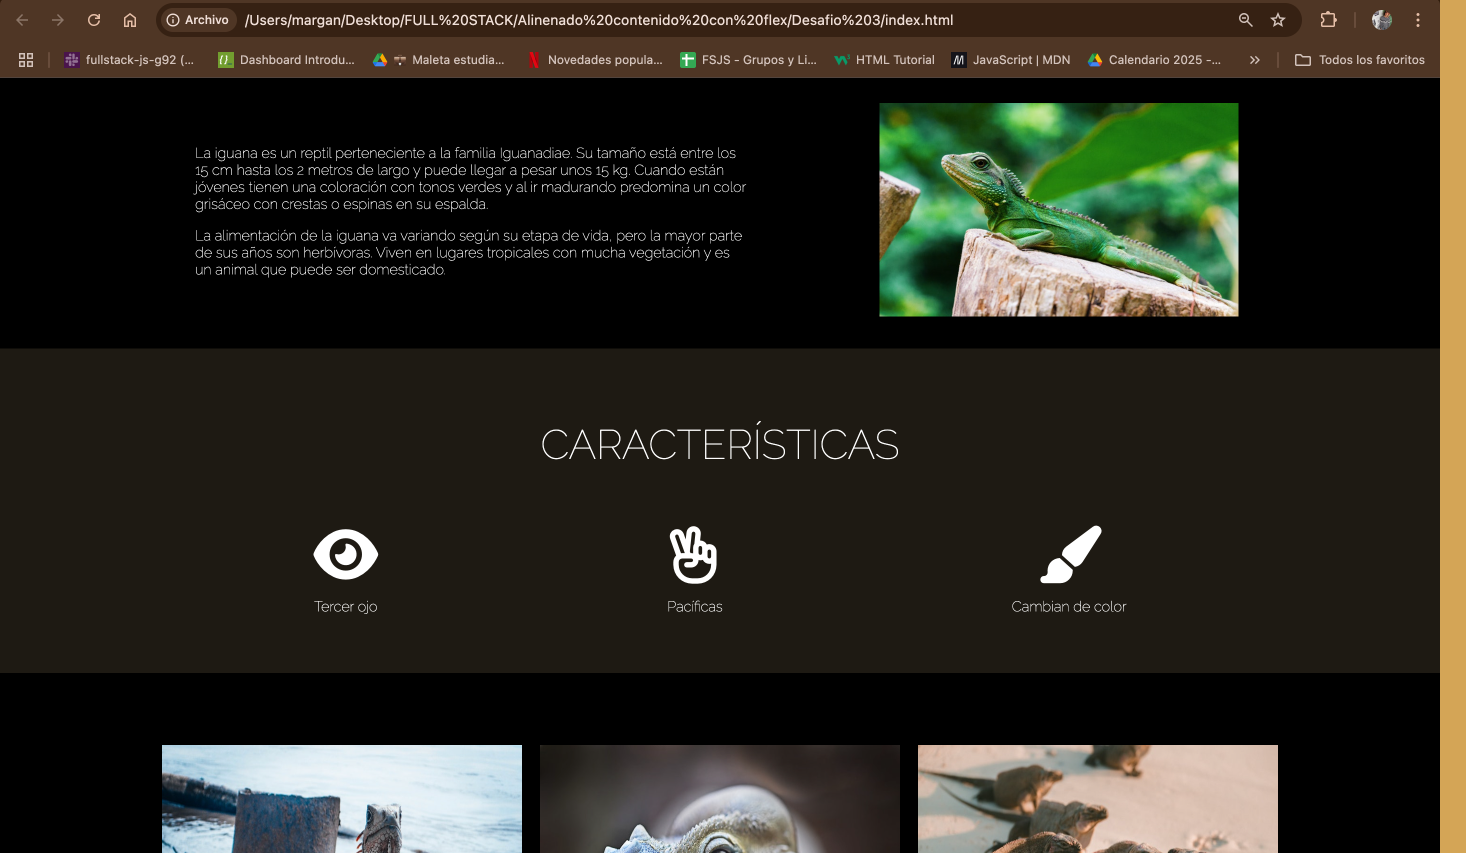 Archivo /Users/margan/Desktop/FULL%20STACK/Alinenado%20contenido%20con%20flex/Desafio%203/index.html
fullstack-js-g92 (... Dashboard Introdu... Maleta estudia... Novedades popula... FSJS - Grupos y Li... HTML Tutorial JavaScript | MDN Calendario 2025 -... » Todos los favoritos
La iguana es un reptil perteneciente a la familia Iguanadiae. Su tamaño está entre los
15 cm hasta los 2 metros de largo y puede llegar a pesar unos 15 kg. Cuando están
jóvenes tienen una coloración con tonos verdes y al ir madurando predomina un color
grisáceo con crestas o espinas en su espalda.
La alimentación de la iguana va variando según su etapa de vida, pero la mayor parte
de sus años son herbívoras. Viven en lugares tropicales con mucha vegetación y es
un animal que puede ser domesticado.
CARACTERÍSTICAS
Tercer ojo
Pacíficas
Cambian de color